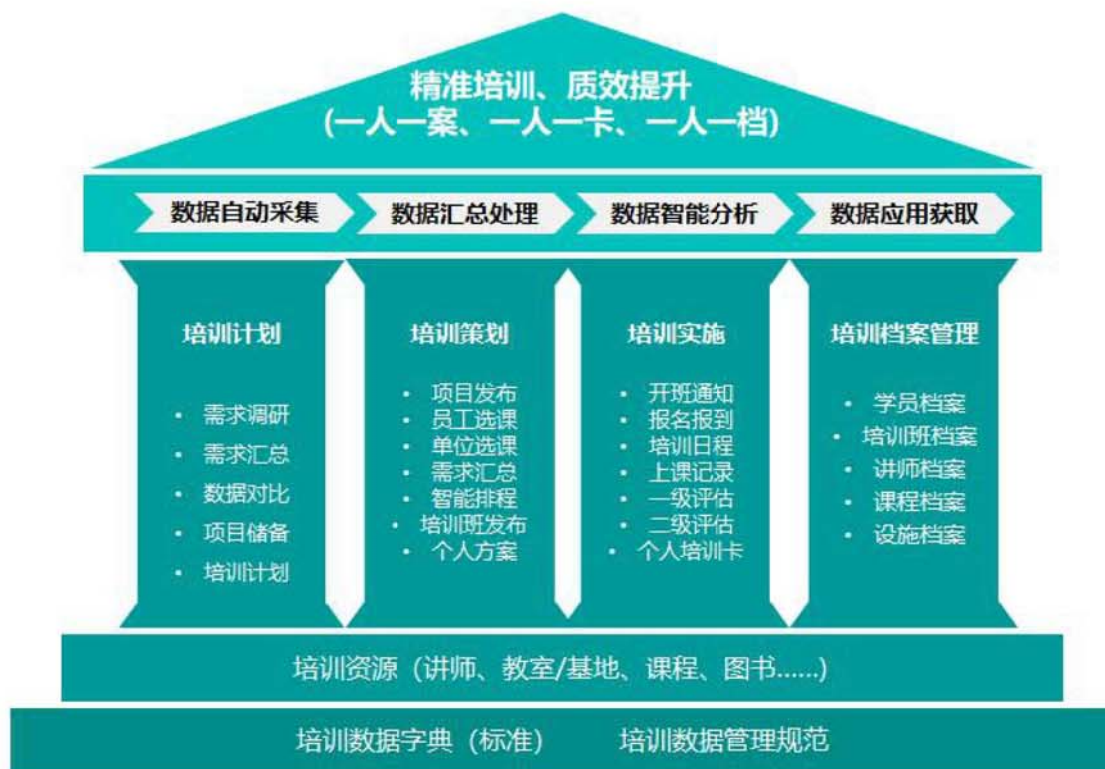 精准培训、质效提升
(一人一案、一人一卡、一人一档)
数据自动采集
数据汇总处理
数据智能分析
数据应用获取
培训计划
• 需求调研
• 需求汇总
• 数据对比
• 项目储备
• 培训计划
培训策划
• 项目发布
• 员工选课
• 单位选课
• 需求汇总
• 智能排程
• 培训班发布
• 个人方案
培训实施
• 开班通知
• 报名报到
• 培训日程
• 上课记录
• 一级评估
• 二级评估
• 个人培训卡
培训档案管理
• 学员档案
• 培训班档案
• 讲师档案
• 课程档案
• 设施档案
培训资源（讲师、教室/基地、课程、图书......）
培训数据字典（标准） 培训数据管理规范